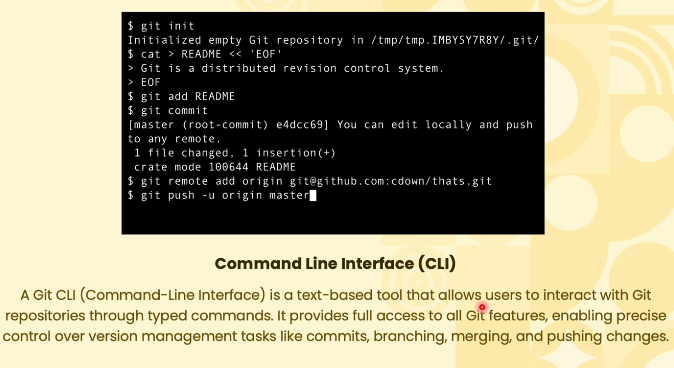 $ git init
Initialized empty Git repository in /tmp/tmp.IMBYSY7R8Y/.git/
$ cat > README << 'EOF'
> Git is a distributed revision control system.
> EOF
$ git add README
$ git commit
[master (root-commit) e4dcc69] You can edit locally and push
to any remote.
1 file changed, 1 insertion(+)
crate mode 100644 README
$ git remote add origin git@github.com:cdown/thats.git
$ git push -u origin master
Command Line Interface (CLI)
A Git CLI (Command-Line Interface) is a text-based tool that allows users to interact with Git
repositories through typed commands. It provides full access to all Git features, enabling precise
control over version management tasks like commits, branching, merging, and pushing changes.